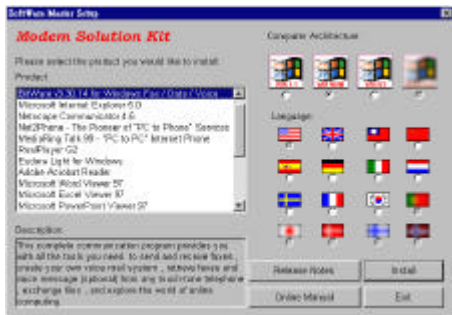 SoftWare Master Setup
Modem Solution Kit
Please select the product you would like to install.
Product
BitWare v3.30.14 for Windows Fax / Data / Voice
Microsoft Internet Explorer 5.0
Netscape Communicator 4.6
Net2Phone - The Pioneer of "PC to Phone" Services
MediaRing Talk 99 - "PC to PC" Internet Phone
RealPlayer G2
Eudora Light for Windows
Adobe Acrobat Reader
Microsoft Word Viewer 97
Microsoft Excel Viewer 97
Microsoft PowerPoint Viewer 97
Description:
This complete communication program provides you
with all the tools you need, to send and receive faxes,
create your own voice mail system , retrieve faxes and
voice message (optional) from any touch-tone telephone
, exchange files , and explore the world of online
computing.
Computer Architecture
Language:
Release Notes
Install
Online Manual
Exit